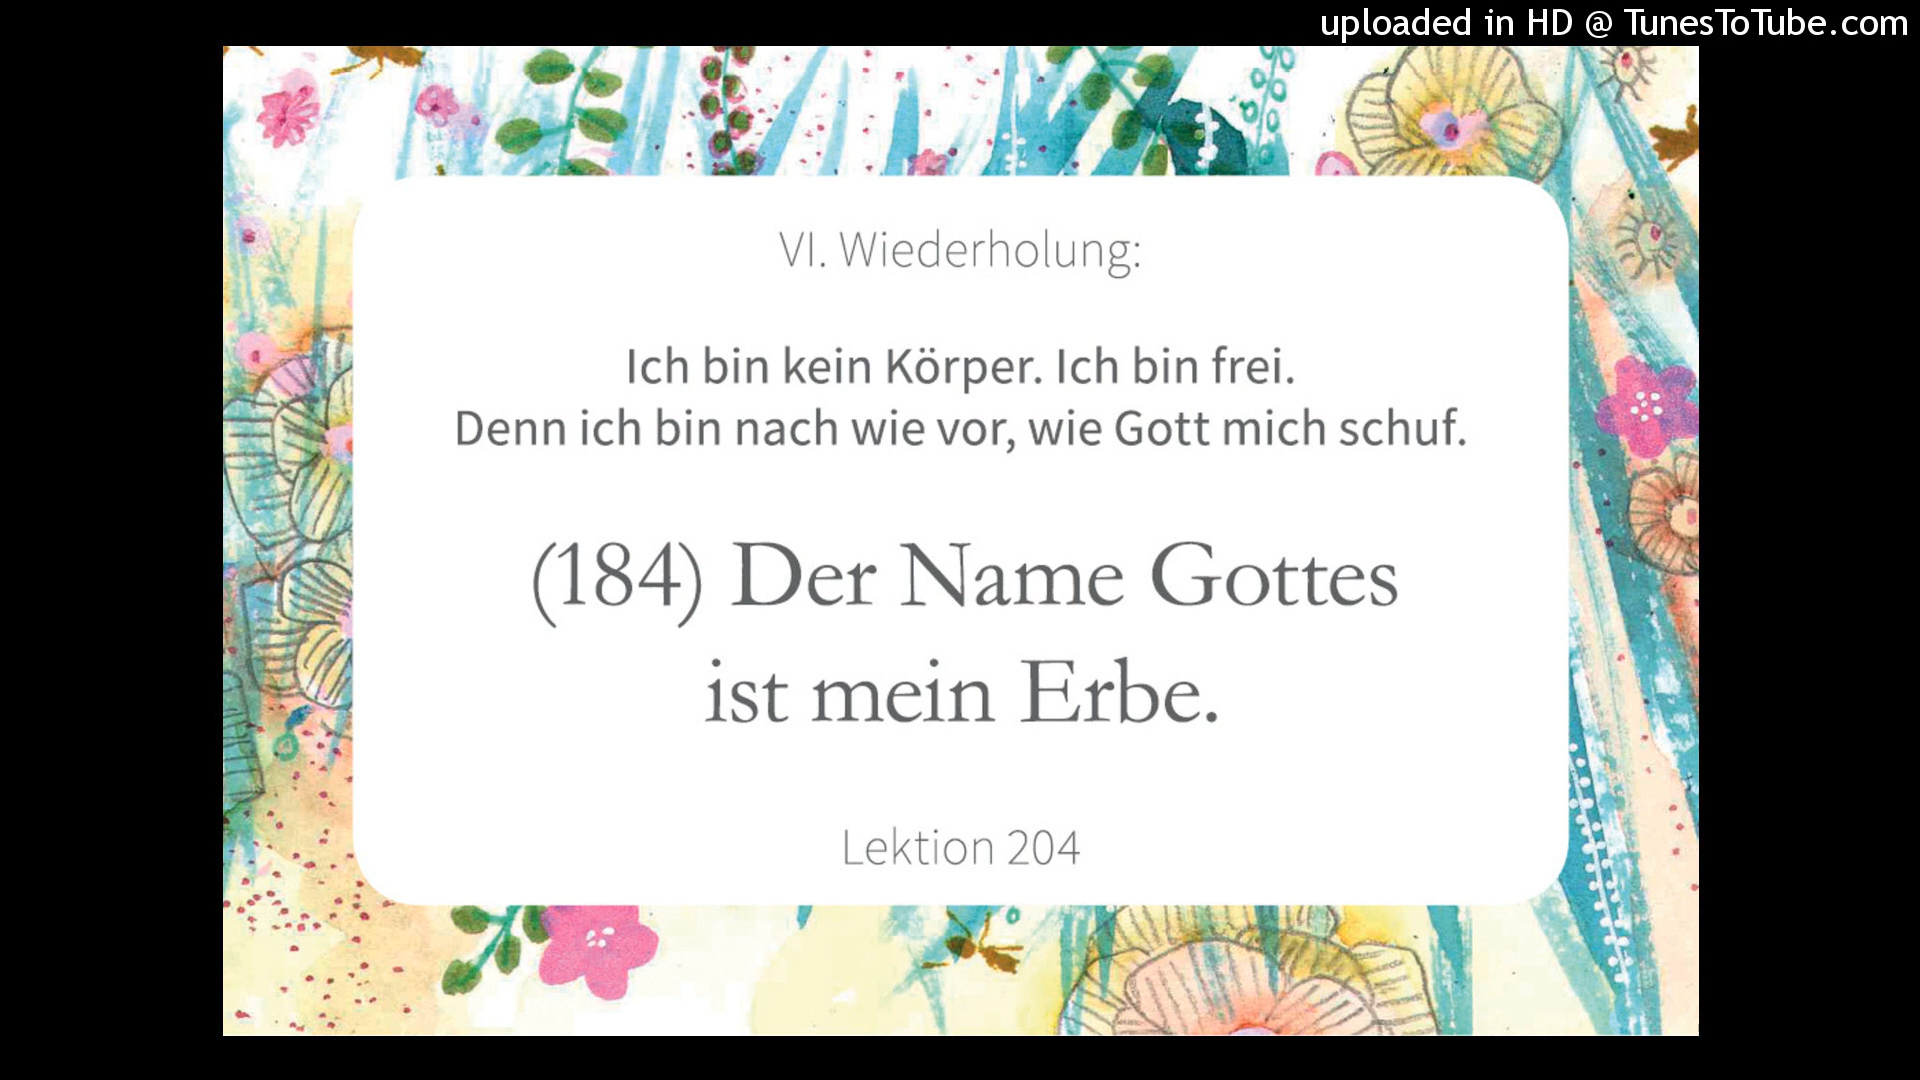 uploaded in HD @ TunesToTube.com
VI. Wiederholung:
Ich bin kein Körper. Ich bin frei.
Denn ich bin nach wie vor, wie Gott mich schuf.
(184) Der Name Gottes
ist mein Erbe.
Lektion 204